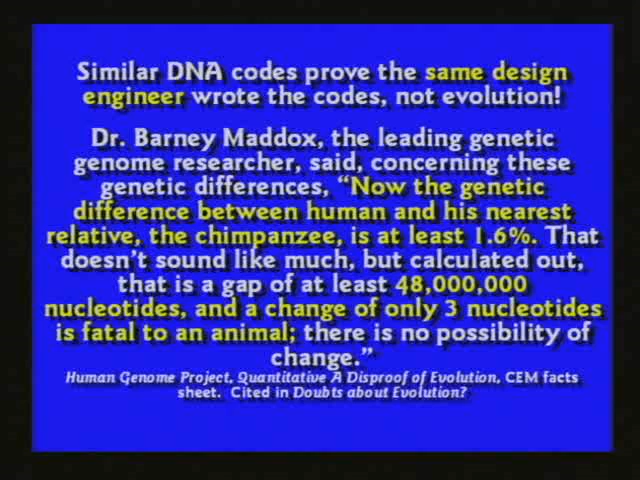 Similar DNA codes prove the same design
engineer wrote the codes, not evolution!
Dr. Barney Maddox, the leading genetic
genome researcher, said, concerning these
genetic differences, “Now the genetic
difference between human and his nearest
relative, the chimpanzee, is at least 1.6%. That
doesn't sound like much, but calculated out,
that is a gap of at least 48,000,000
nucleotides, and a change of only 3 nucleotides
is fatal to an animal; there is no possibility of
change.”
Human Genome Project, Quantitative A Disproof of Evolution, CEM facts
sheet. Cited in Doubts about Evolution?